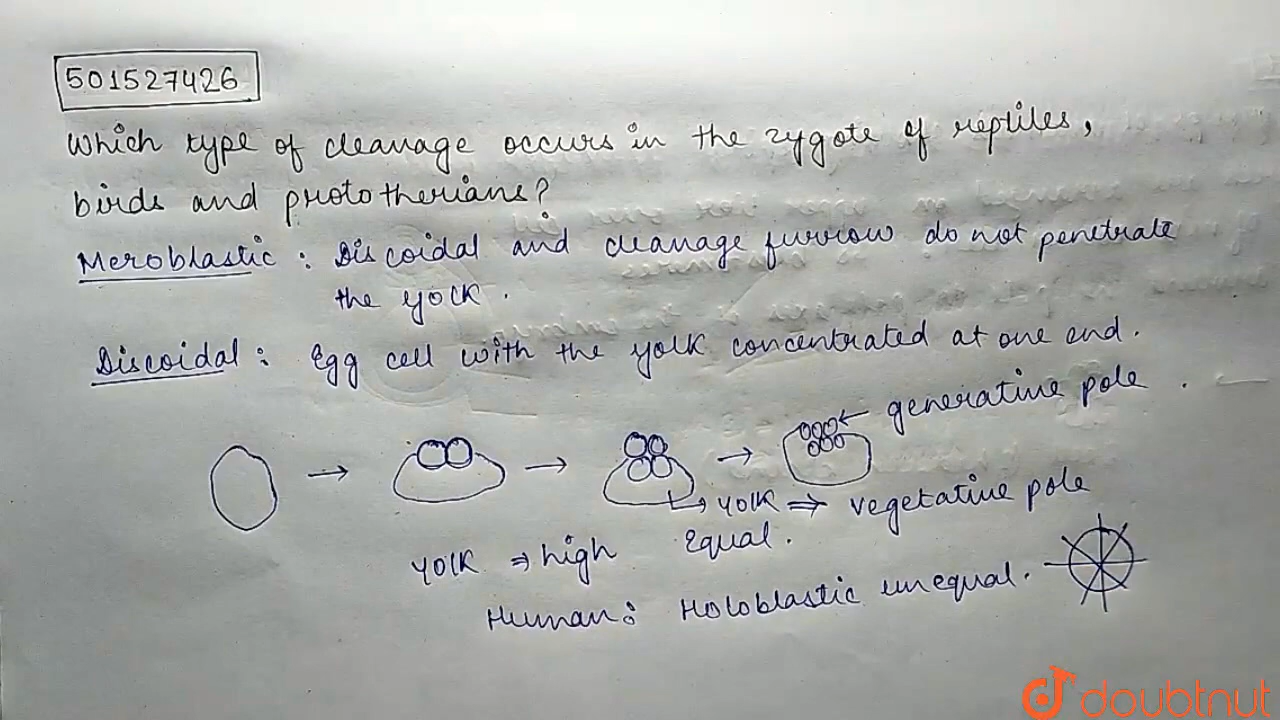 501527426
Which type of cleavage occurs in the zygote of reptiles,
birds and prototherians?
Meroblastic : Discoidal and cleavage furrow do not penetrate
the yolk.
Discoidal : Egg cell with the yolk concentrated at one end.
generative pole.
yolk ⇒ vegetative pole
yolk ⇒ high equal.
Human : Holoblastic unequal.
doubtnut